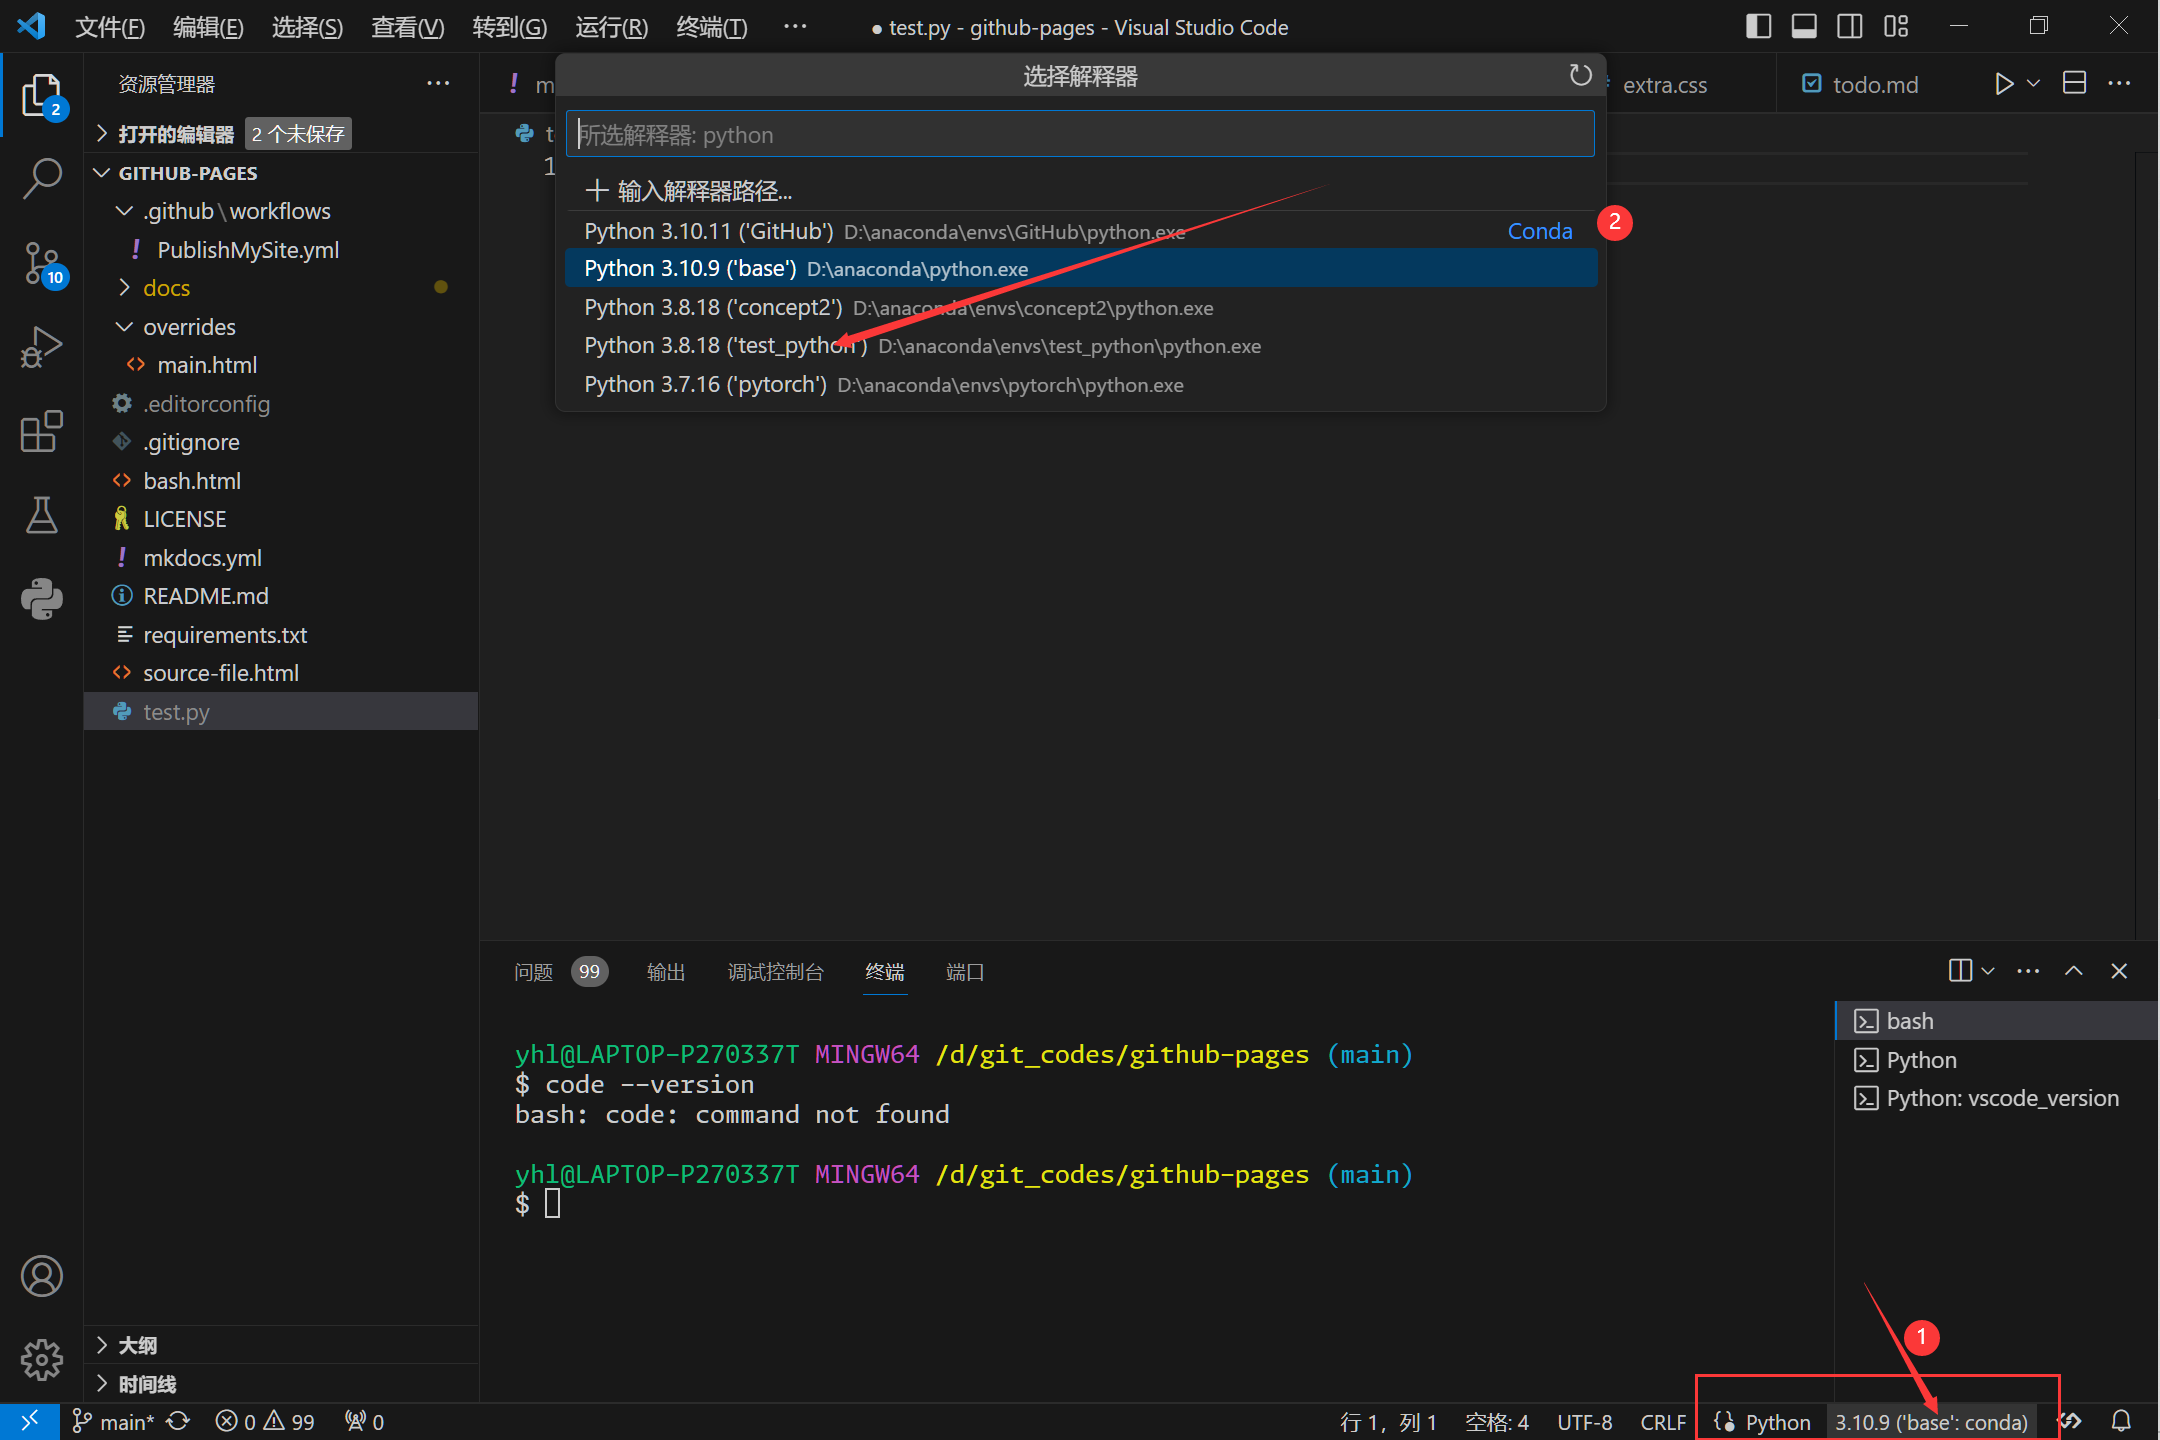 文件(F) 编辑(E) 选择(S) 查看(V) 转到(G) 运行(R) 终端(T) ··· ● test.py - github-pages - Visual Studio Code
资源管理器 ···
打开的编辑器 2 个未保存
GITHUB-PAGES
.github\workflows
PublishMySite.yml
docs
overrides
main.html
.editorconfig
.gitignore
bash.html
LICENSE
mkdocs.yml
README.md
requirements.txt
source-file.html
test.py
大纲
时间线
2
10
! m
extra.css
todo.md
1
选择解释器
所选解释器: python
输入解释器路径...
Python 3.10.11 ('GitHub') D:\anaconda\envs\GitHub\python.exe Conda
2
Python 3.10.9 ('base') D:\anaconda\python.exe
Python 3.8.18 ('concept2') D:\anaconda\envs\concept2\python.exe
Python 3.8.18 ('test_python') D:\anaconda\envs\test_python\python.exe
Python 3.7.16 ('pytorch') D:\anaconda\envs\pytorch\python.exe
问题 99 输出 调试控制台 终端 端口
yhl@LAPTOP-P270337T MINGW64 /d/git_codes/github-pages (main)
$ code --version
bash: code: command not found
yhl@LAPTOP-P270337T MINGW64 /d/git_codes/github-pages (main)
$
bash
Python
Python: vscode_version
1
main* 0 99 0 行 1，列 1 空格: 4 UTF-8 CRLF Python 3.10.9 ('base': conda)